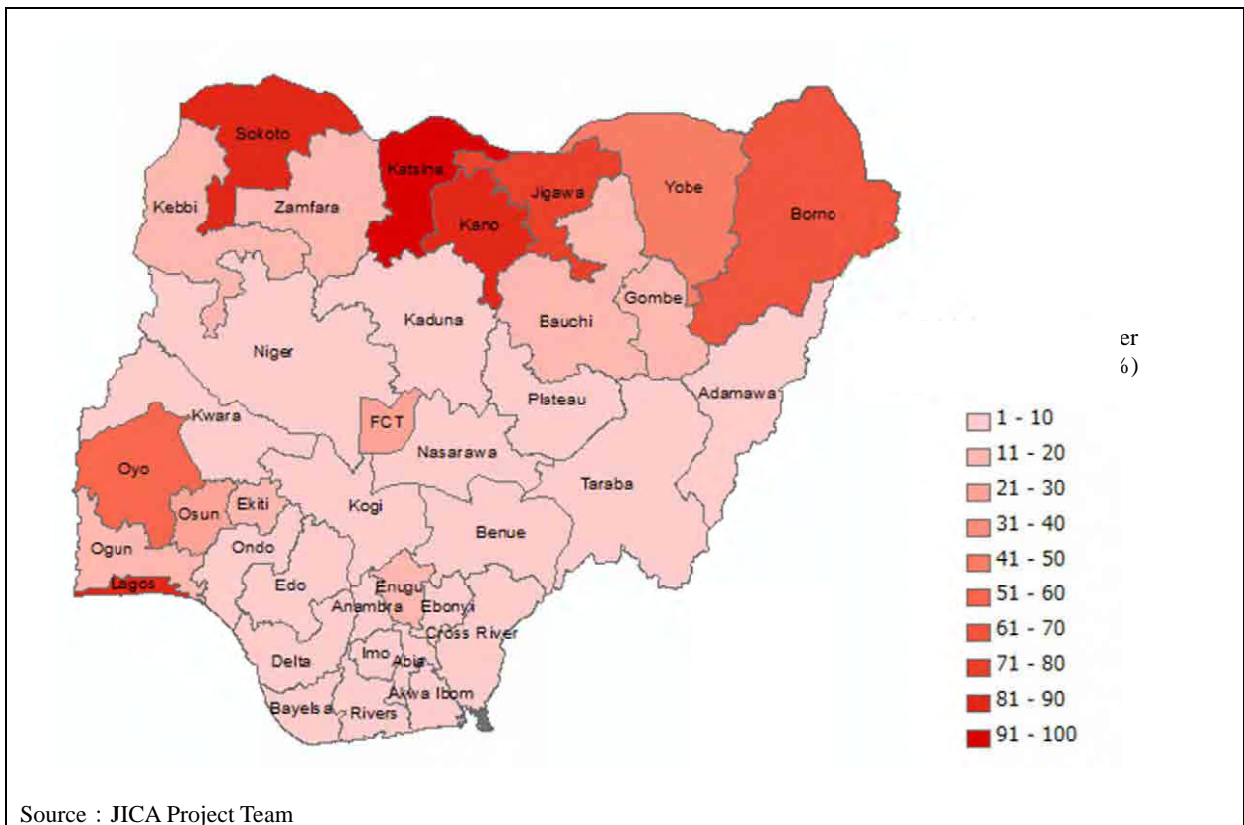 Sokoto
Katsina
Jigawa
Yobe
Borno
Kebbi
Zamfara
Kano
Gombe
Kaduna
Bauchi
Niger
er
%)
Adamawa
Plateau
Kwara
FCT
Nasarawa
Oyo
Taraba
Osun
Ekiti
Kogi
Benue
Ogun
Ondo
Lagos
Edo
Enugu
Anambra
Ebonyi
Cross River
Delta
Imo
Abia
Akwa Ibom
Bayelsa
Rivers
1 - 10
11 - 20
21 - 30
31 - 40
41 - 50
51 - 60
61 - 70
71 - 80
81 - 90
91 - 100
Source : JICA Project Team